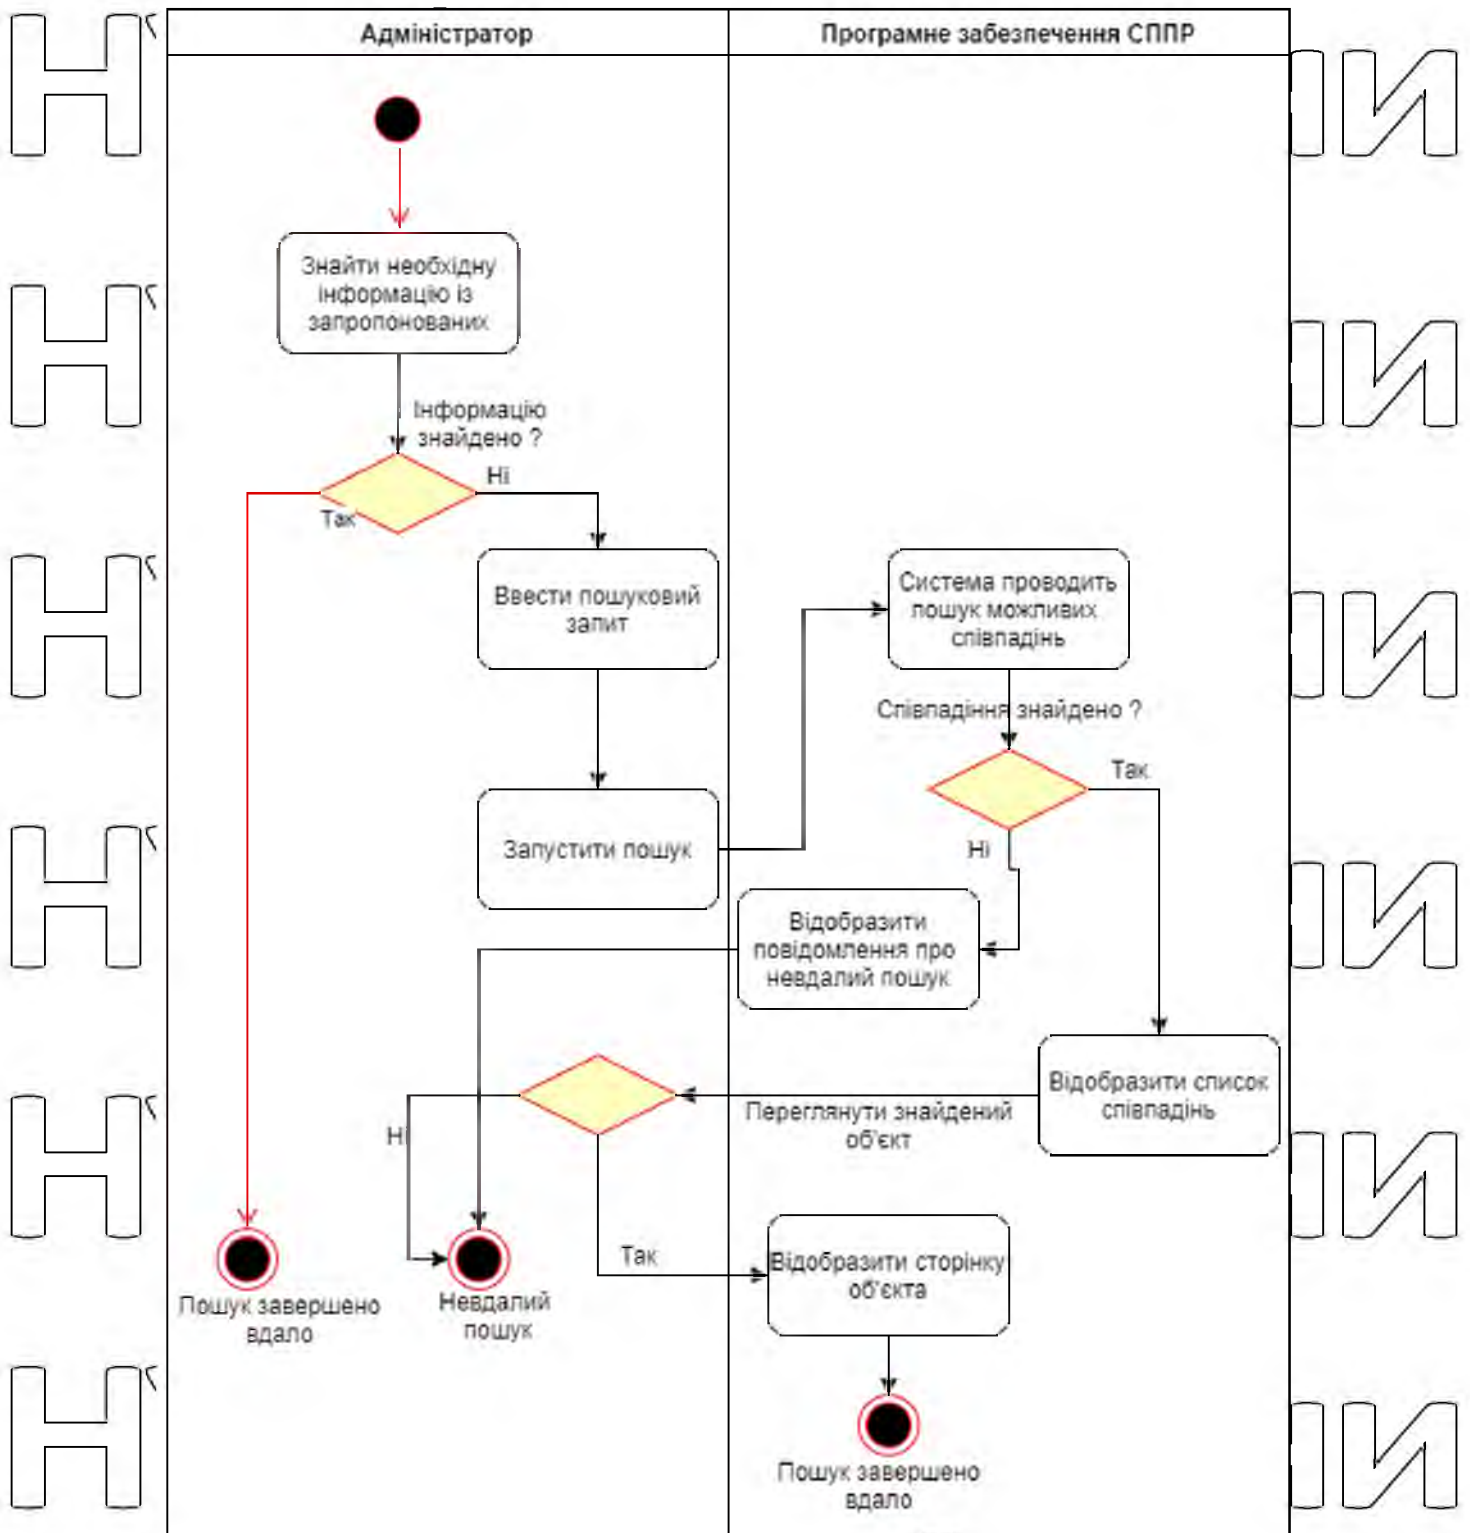 Адміністратор
Програмне забезпечення СППР
Знайти необхідну
інформацію із
запропонованих
Інформацію
знайдено ?
Ні
Так
Ввести пошуковий
запит
Система проводить
пошук можливих
співпадінь
Співпадіння знайдено ?
Так
Запустити пошук
Ні
Відобразити
повідомлення про
невдалий пошук
Відобразити список
співпадінь
Переглянути знайдений
об'єкт
Ні
Так
Відобразити сторінку
об'єкта
Пошук завершено
вдало
Невдалий
пошук
Пошук завершено
вдало